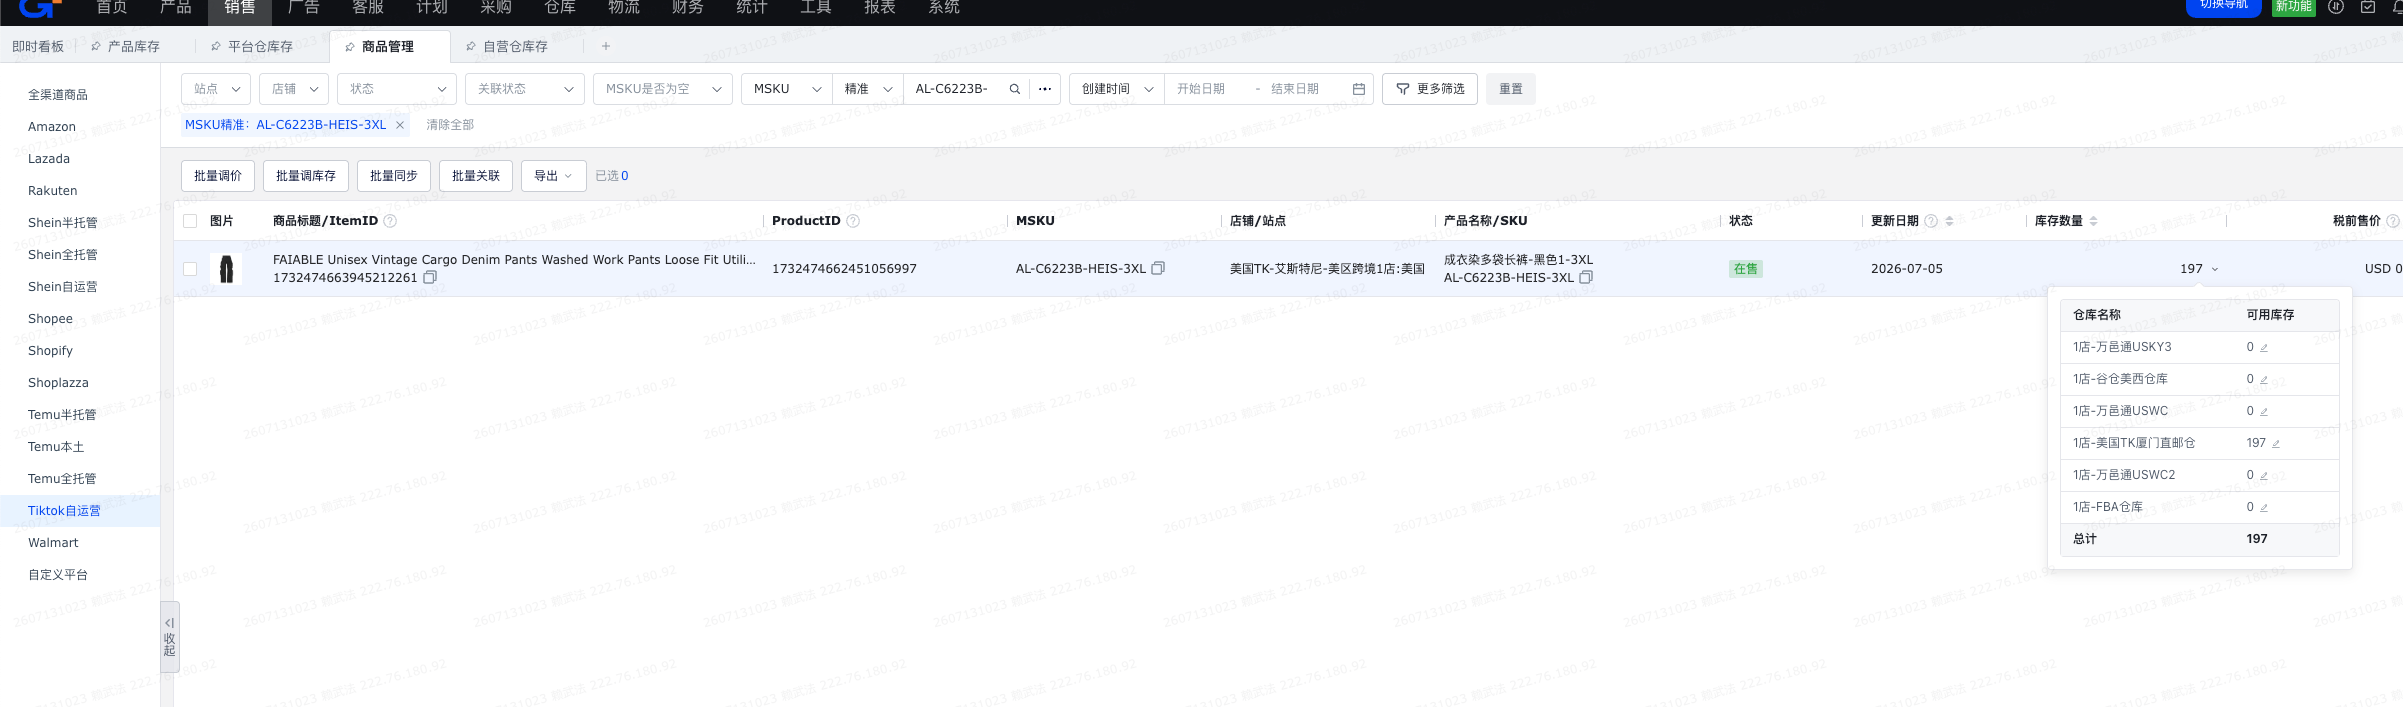 首页 产品 销售 广告 客服 计划 采购 仓库 物流 财务 统计 工具 报表 系统 切换导航 新功能
即时看板 产品库存 平台仓库存 商品管理 自营仓库存 +
站点 店铺 状态 关联状态 MSKU是否为空 MSKU 精准 AL-C6223B- 创建时间 开始日期 - 结束日期 更多筛选 重置
MSKU精准：AL-C6223B-HEIS-3XL × 清除全部
全渠道商品
Amazon
Lazada
Rakuten
Shein半托管
Shein全托管
Shein自运营
Shopee
Shopify
Shoplazza
Temu半托管
Temu本土
Temu全托管
Tiktok自运营
Walmart
自定义平台
收起
批量调价 批量调库存 批量同步 批量关联 导出 已选 0
图片 商品标题/ItemID ProductID MSKU 店铺/站点 产品名称/SKU 状态 更新日期 库存数量 税前售价
FAIABLE Unisex Vintage Cargo Denim Pants Washed Work Pants Loose Fit Utili...
1732474663945212261
1732474662451056997
AL-C6223B-HEIS-3XL
美国TK-艾斯特尼-美区跨境1店:美国
成衣染多袋长裤-黑色1-3XL
AL-C6223B-HEIS-3XL
在售
2026-07-05
197
USD 0
仓库名称 可用库存
1店-万邑通USKY3 0
1店-谷仓美西仓库 0
1店-万邑通USWC 0
1店-美国TK厦门直邮仓 197
1店-万邑通USWC2 0
1店-FBA仓库 0
总计 197